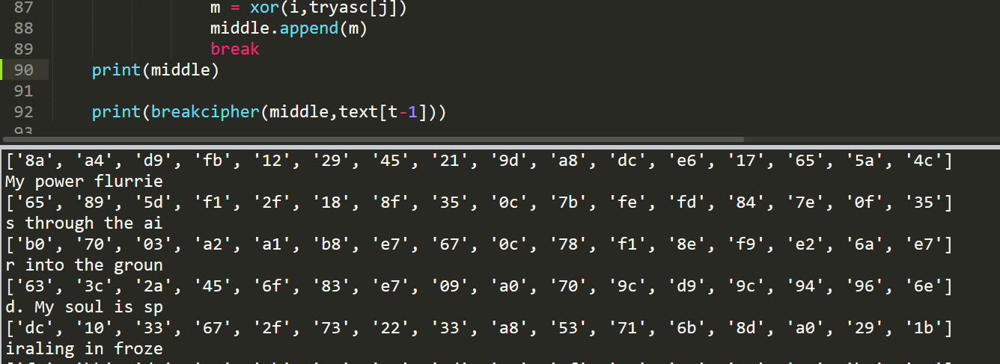 87 m = xor(i,tryasc[j])
88 middle.append(m)
89 break
90 print(middle)
91
92 print(breakcipher(middle,text[t-1]))
93
['8a', 'a4', 'd9', 'fb', '12', '29', '45', '21', '9d', 'a8', 'dc', 'e6', '17', '65', '5a', '4c']
My power flurrie
['65', '89', '5d', 'f1', '2f', '18', '8f', '35', '0c', '7b', 'fe', 'fd', '84', '7e', '0f', '35']
s through the ai
['b0', '70', '03', 'a2', 'a1', 'b8', 'e7', '67', '0c', '78', 'f1', '8e', 'f9', 'e2', '6a', 'e7']
r into the groun
['63', '3c', '2a', '45', '6f', '83', 'e7', '09', 'a0', '70', '9c', 'd9', '9c', '94', '96', '6e']
d. My soul is sp
['dc', '10', '33', '67', '2f', '73', '22', '33', 'a8', '53', '71', '6b', '8d', 'a0', '29', '1b']
iraling in froze